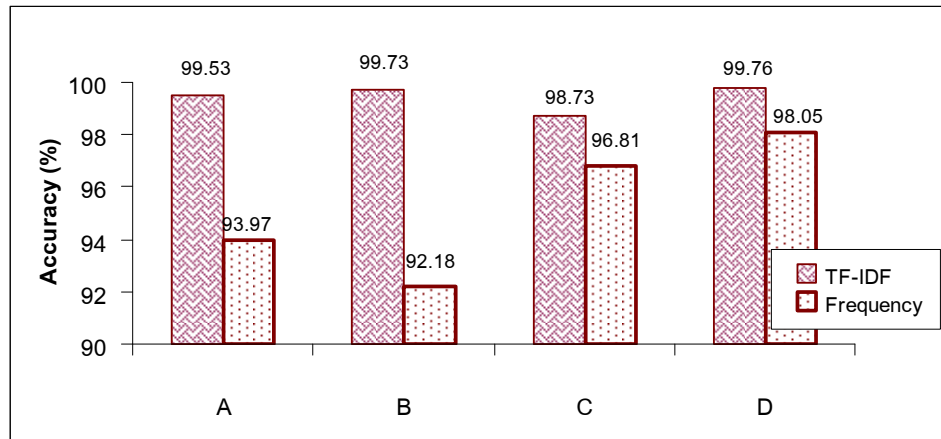 99.53
99.73
98.73
99.76
98.05
96.81
93.97
92.18
Accuracy (%)
100
98
96
94
92
90
TF-IDF
Frequency
A
B
C
D